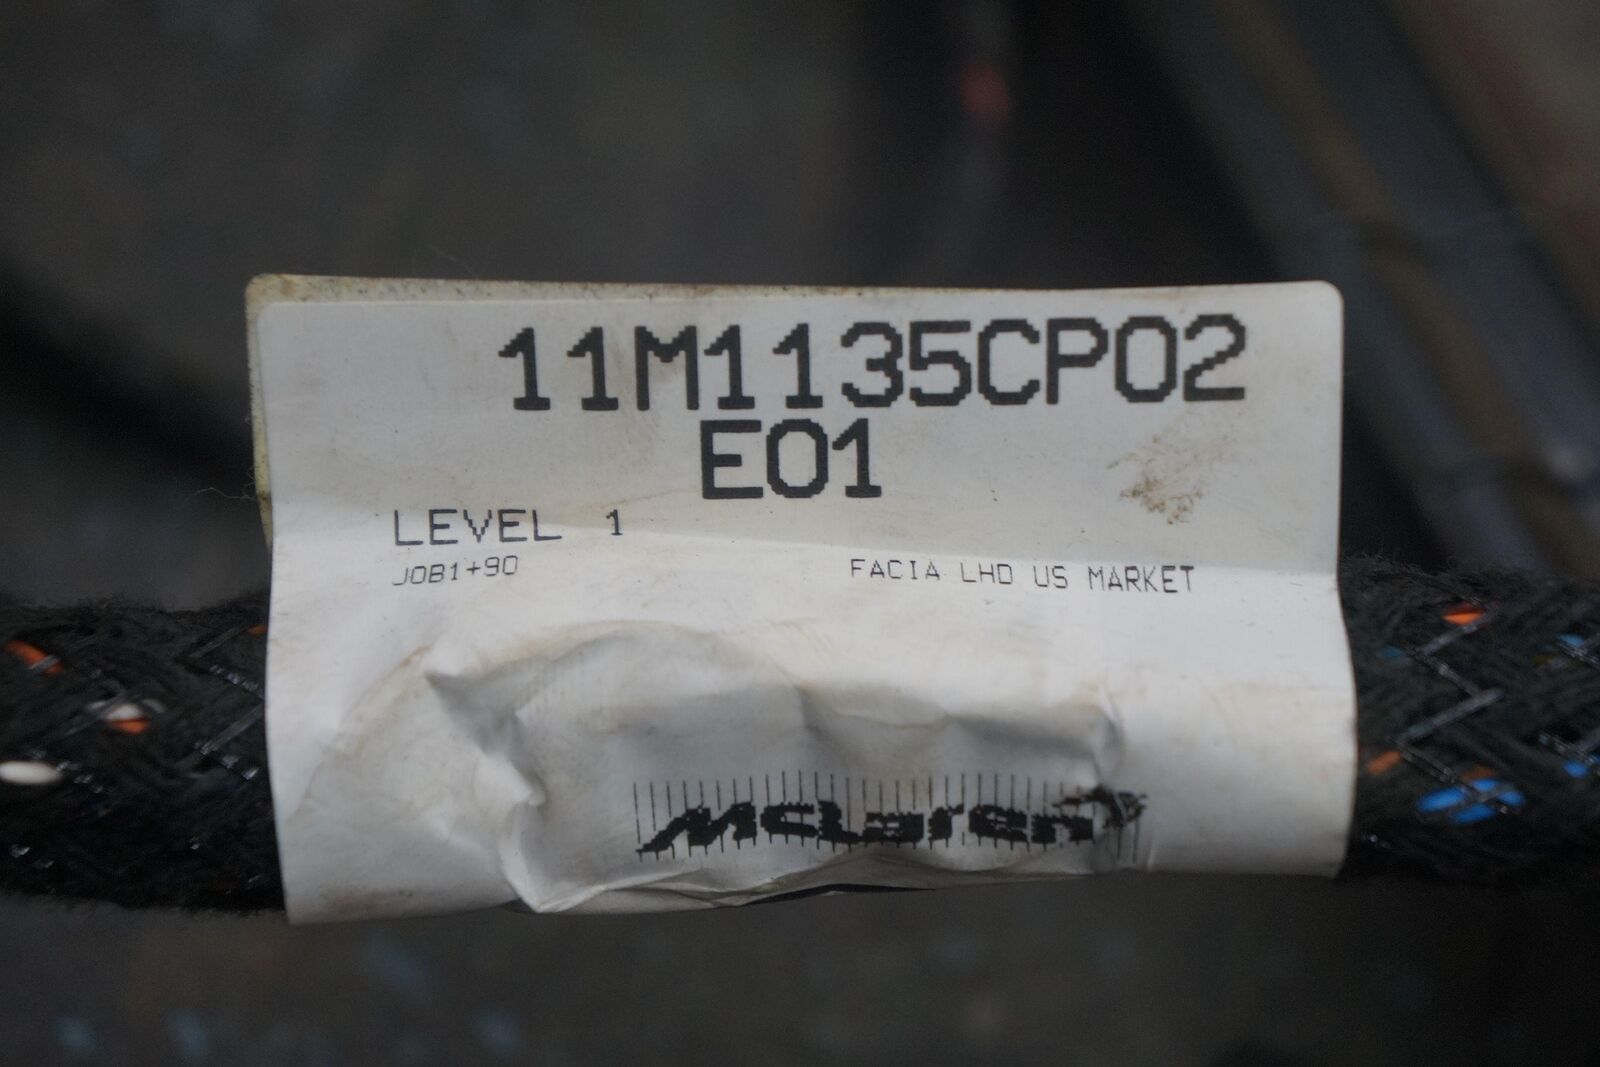 11M1135CP02
E01
LEVEL 1
JOB1+90 FACIA LHD US MARKET
McLaren